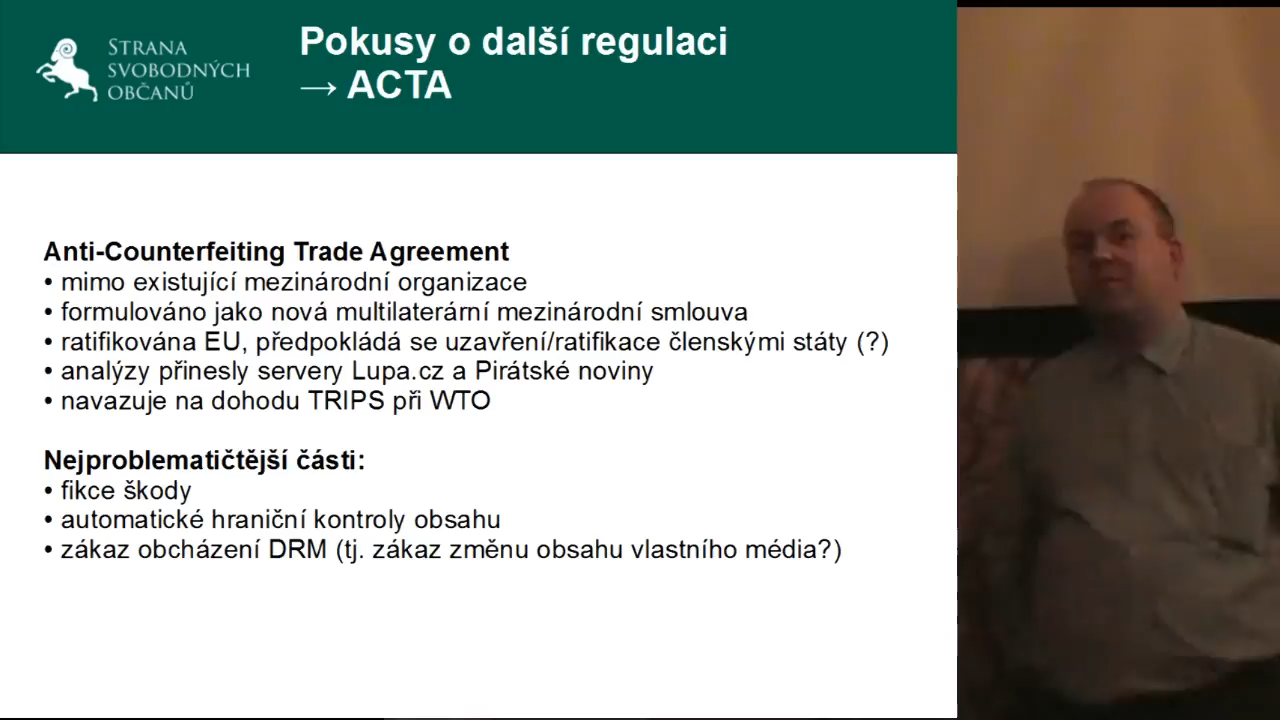 STRANA
SVOBODNÝCH
OBČANŮ
Pokusy o další regulaci
→ ACTA
Anti-Counterfeiting Trade Agreement
• mimo existující mezinárodní organizace
• formulováno jako nová multilaterární mezinárodní smlouva
• ratifikována EU, předpokládá se uzavření/ratifikace členskými státy (?)
• analýzy přinesly servery Lupa.cz a Pirátské noviny
• navazuje na dohodu TRIPS při WTO
Nejproblematičtější části:
• fikce škody
• automatické hraniční kontroly obsahu
• zákaz obcházení DRM (tj. zákaz změnu obsahu vlastního média?)